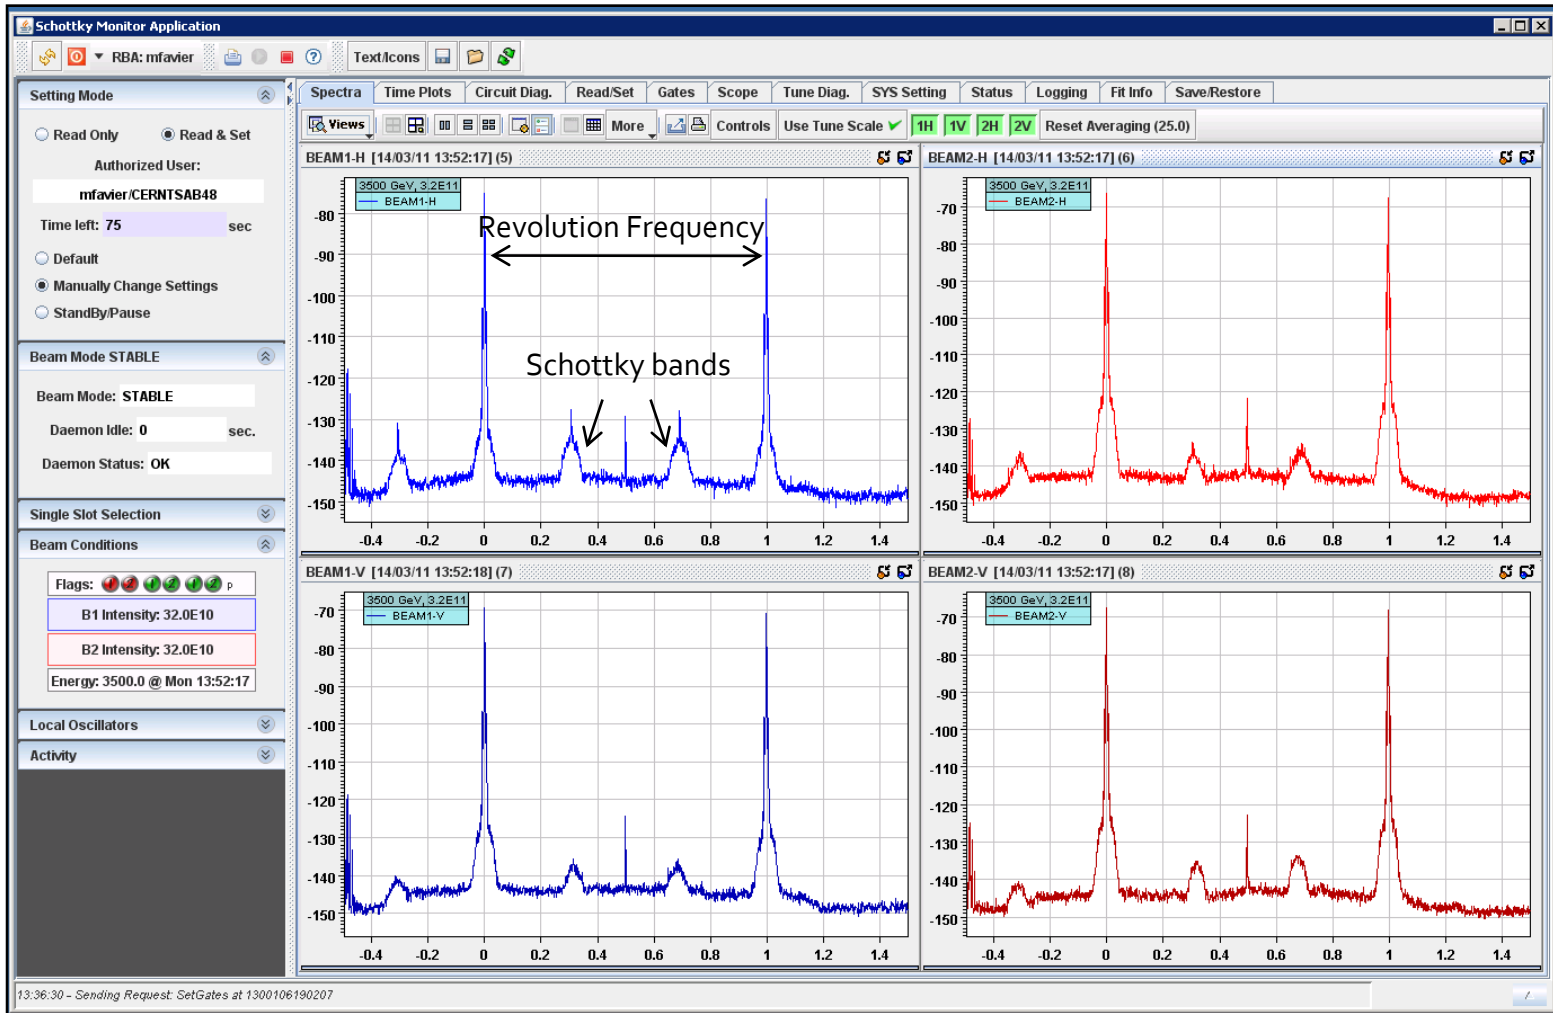 Schottky Monitor Application
RBA: mfavier
Text/Icons
Setting Mode
Read Only
Read & Set
Authorized User:
mfavier/CERNTSAB48
Time left: 75 sec
Default
Manually Change Settings
StandBy/Pause
Beam Mode STABLE
Beam Mode: STABLE
Daemon Idle: 0 sec.
Daemon Status: OK
Single Slot Selection
Beam Conditions
Flags: 1 2 1 2 1 2 p
B1 Intensity: 32.0E10
B2 Intensity: 32.0E10
Energy: 3500.0 @ Mon 13:52:17
Local Oscillators
Activity
Spectra Time Plots Circuit Diag. Read/Set Gates Scope Tune Diag. SYS Setting Status Logging Fit Info Save/Restore
Views More Controls Use Tune Scale 1H 1V 2H 2V Reset Averaging (25.0)
BEAM1-H [14/03/11 13:52:17] (5)
3500 GeV, 3.2E11
BEAM1-H
Revolution Frequency
Schottky bands
-80
-90
-100
-110
-120
-130
-140
-150
-0.4 -0.2 0 0.2 0.4 0.6 0.8 1 1.2 1.4
BEAM2-H [14/03/11 13:52:17] (6)
3500 GeV, 3.2E11
BEAM2-H
-70
-80
-90
-100
-110
-120
-130
-140
-150
-0.4 -0.2 0 0.2 0.4 0.6 0.8 1 1.2 1.4
BEAM1-V [14/03/11 13:52:18] (7)
3500 GeV, 3.2E11
BEAM1-V
-70
-80
-90
-100
-110
-120
-130
-140
-150
-0.4 -0.2 0 0.2 0.4 0.6 0.8 1 1.2 1.4
BEAM2-V [14/03/11 13:52:17] (8)
3500 GeV, 3.2E11
BEAM2-V
-70
-80
-90
-100
-110
-120
-130
-140
-150
-0.4 -0.2 0 0.2 0.4 0.6 0.8 1 1.2 1.4
13:36:30 - Sending Request: SetGates at 1300106190207